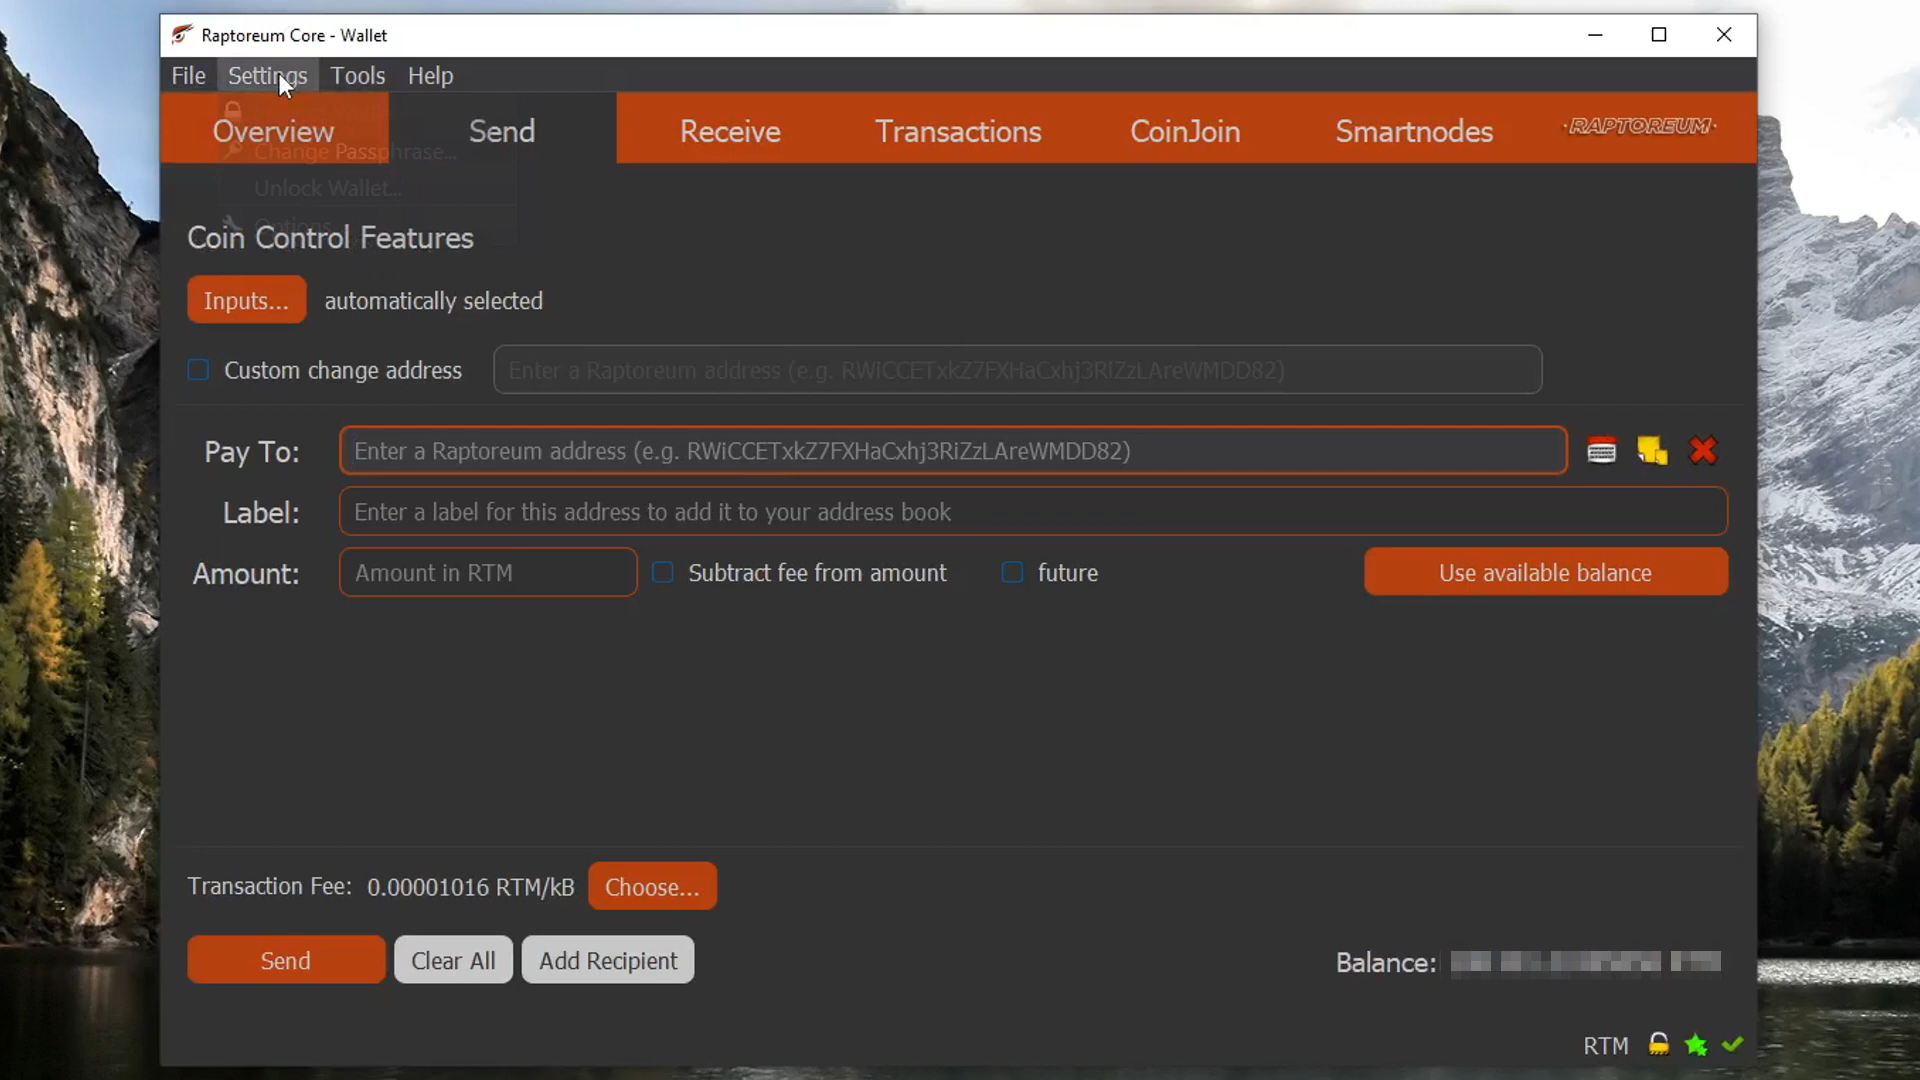 Raptoreum Core - Wallet
File Settings Tools Help
Overview Send Receive Transactions CoinJoin Smartnodes RAPTOREUM
Change Passphrase...
Unlock Wallet...
Options
Coin Control Features
Inputs... automatically selected
Custom change address Enter a Raptoreum address (e.g. RWiCCETxkZ7FXHaCxhj3RiZzLAreWMDD82)
Pay To: Enter a Raptoreum address (e.g. RWiCCETxkZ7FXHaCxhj3RiZzLAreWMDD82)
Label: Enter a label for this address to add it to your address book
Amount: Amount in RTM Subtract fee from amount future Use available balance
Transaction Fee: 0.00001016 RTM/kB Choose...
Send Clear All Add Recipient Balance:
RTM